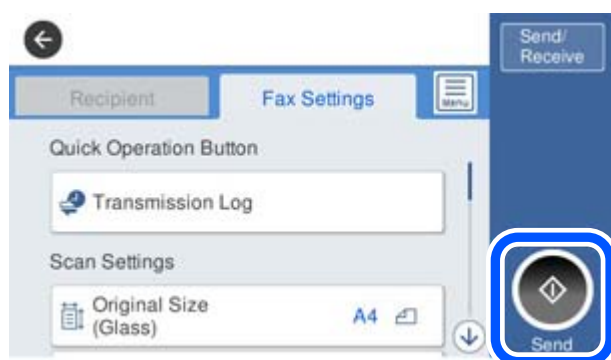 Send/
Receive
Recipient
Fax Settings
Menu
Quick Operation Button
Transmission Log
Scan Settings
Original Size
(Glass)
A4
Send